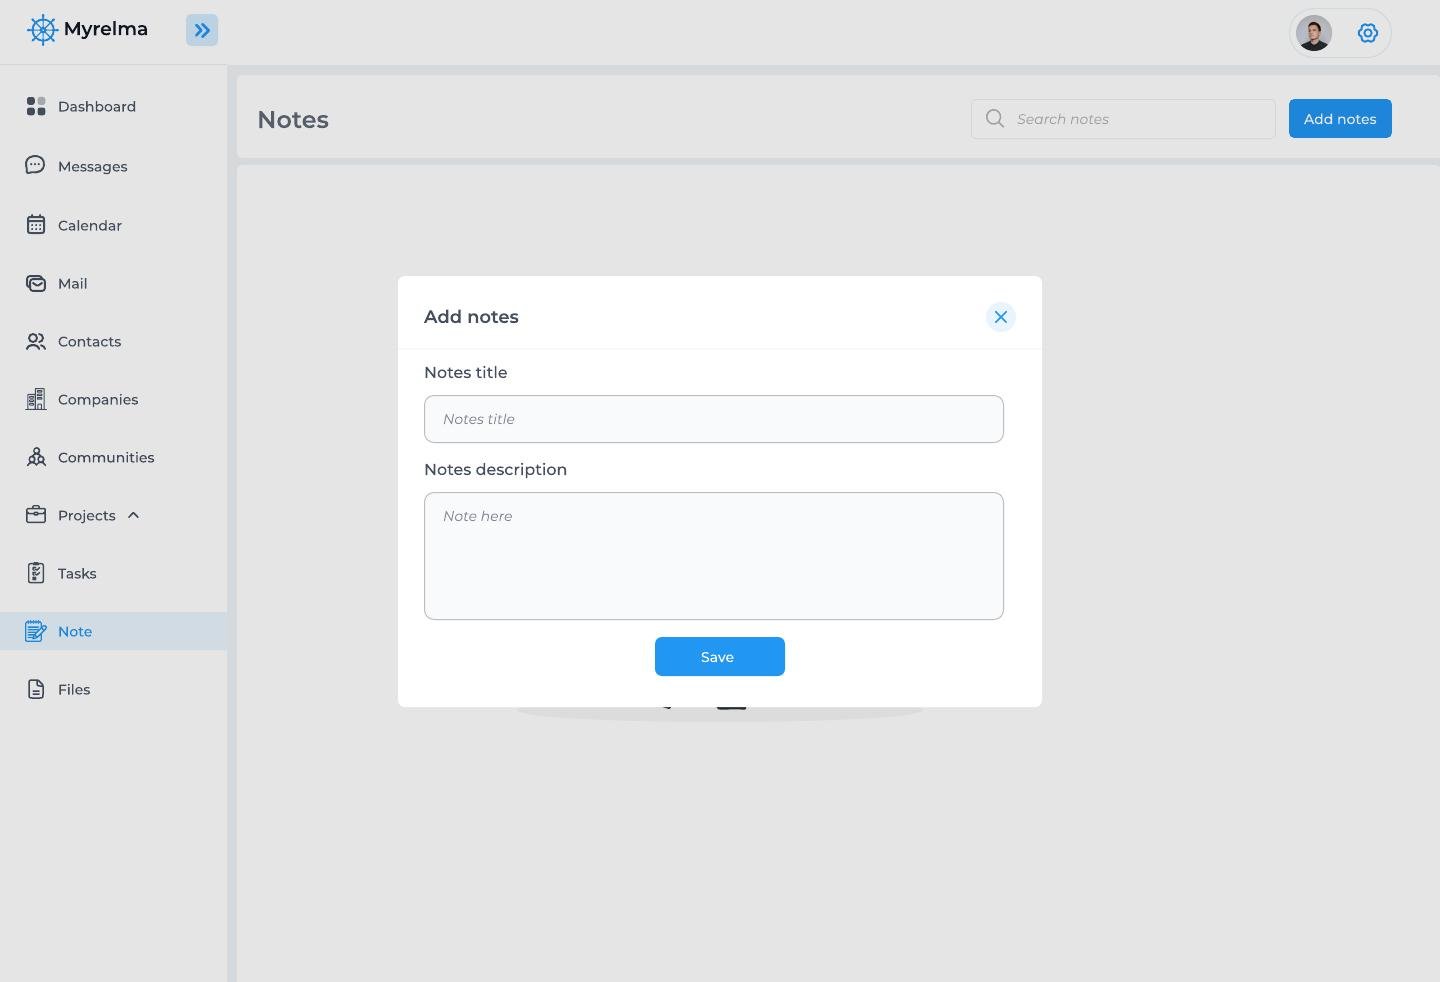 Myrelma
Dashboard
Messages
Calendar
Mail
Contacts
Companies
Communities
Projects
Tasks
Note
Files
Notes
Search notes
Add notes
Add notes
Notes title
Notes title
Notes description
Note here
Save